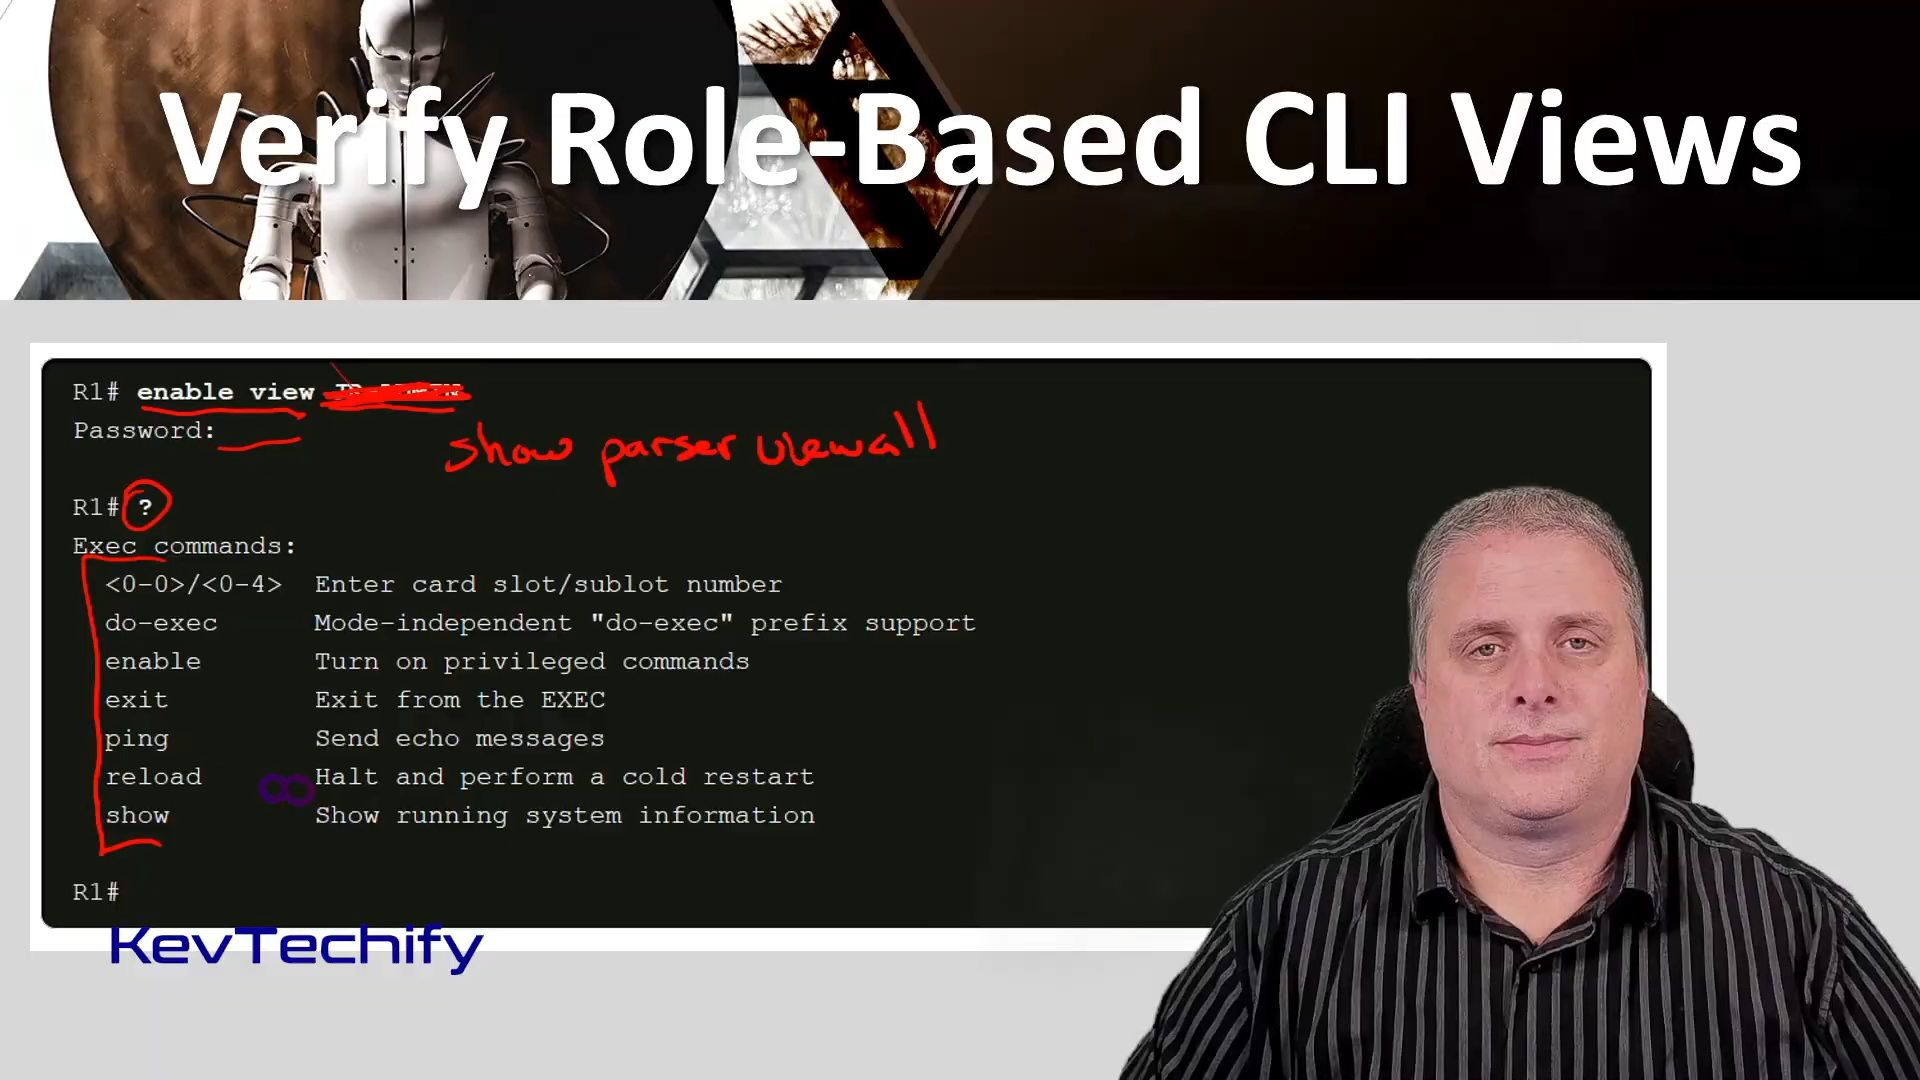 Verify Role-Based CLI Views
R1# enable view
Password:
show parser view all
R1# ?
Exec commands:
<0-0>/<0-4> Enter card slot/sublot number
do-exec Mode-independent "do-exec" prefix support
enable Turn on privileged commands
exit Exit from the EXEC
ping Send echo messages
reload Halt and perform a cold restart
show Show running system information
R1#
KevTechify